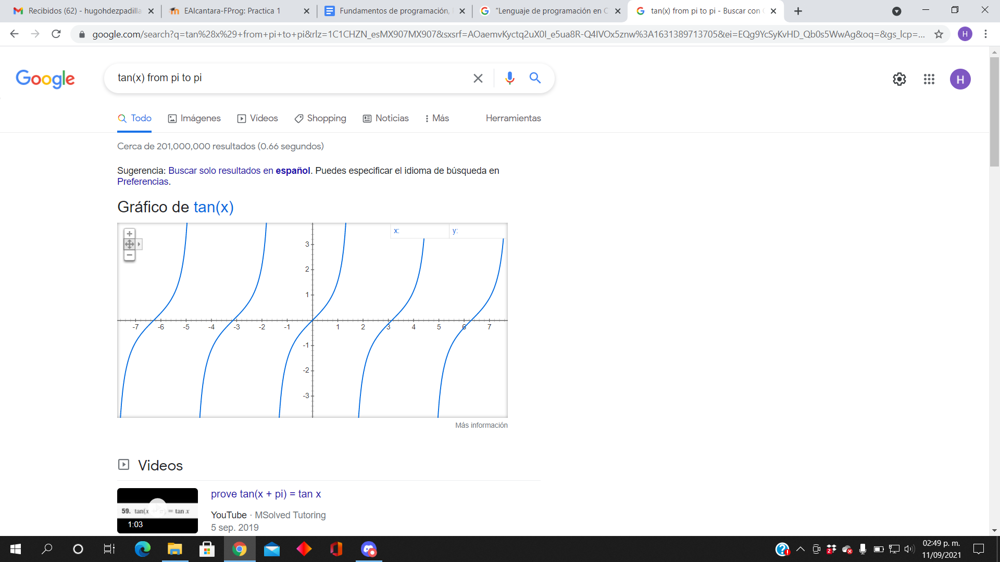 Recibidos (62) - hugohdezpadilla
EAlcantara-FProg: Practica 1
Fundamentos de programación,
"Lenguaje de programación en C
tan(x) from pi to pi - Buscar con
google.com/search?q=tan%28x%29+from+pi+to+pi&rlz=1C1CHZN_esMX907MX907&sxsrf=AOaemvKyctq2uX0I_e5ua8R-Q4IVOx5znw%3A1631389713705&ei=EQg9YcSyKvHD_Qb0s5WwAg&oq=&gs_lcp=...
H
Google
tan(x) from pi to pi
H
Todo
Imágenes
Videos
Shopping
Noticias
Más
Herramientas
Cerca de 201,000,000 resultados (0.66 segundos)
Sugerencia: Buscar solo resultados en español. Puedes especificar el idioma de búsqueda en
Preferencias.
Gráfico de tan(x)
x:
y:
3
2
1
-7 -6 -5 -4 -3 -2 -1 1 2 3 4 5 6 7
-1
-2
-3
Más información
Videos
59. tan(x = tan x
1:03
prove tan(x + pi) = tan x
YouTube · MSolved Tutoring
5 sep. 2019
2
02:49 p. m.
11/09/2021